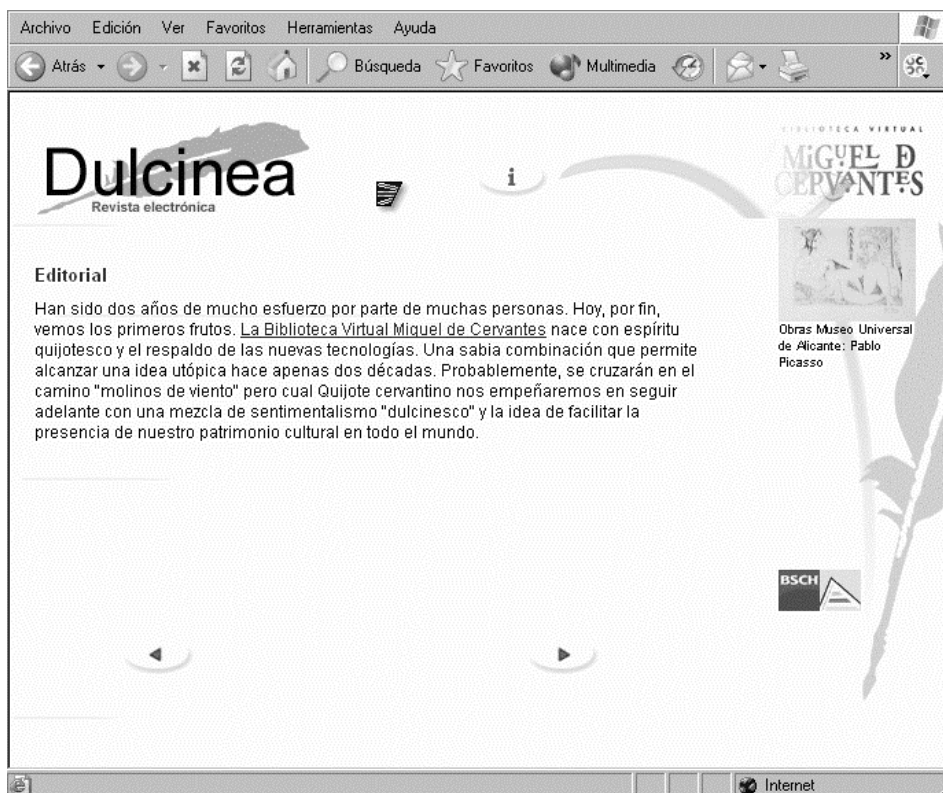 Archivo Edición Ver Favoritos Herramientas Ayuda
Atrás Búsqueda Favoritos Multimedia »
Dulcinea
Revista electrónica
i
BIBLIOTECA VIRTUAL
MiGUEL D
CERVANTES
Editorial
Han sido dos años de mucho esfuerzo por parte de muchas personas. Hoy, por fin,
vemos los primeros frutos. La Biblioteca Virtual Miguel de Cervantes nace con espíritu
quijotesco y el respaldo de las nuevas tecnologías. Una sabia combinación que permite
alcanzar una idea utópica hace apenas dos décadas. Probablemente, se cruzarán en el
camino "molinos de viento" pero cual Quijote cervantino nos empeñaremos en seguir
adelante con una mezcla de sentimentalismo "dulcinesco" y la idea de facilitar la
presencia de nuestro patrimonio cultural en todo el mundo.
Obras Museo Universal
de Alicante: Pablo
Picasso
BSCH
Internet